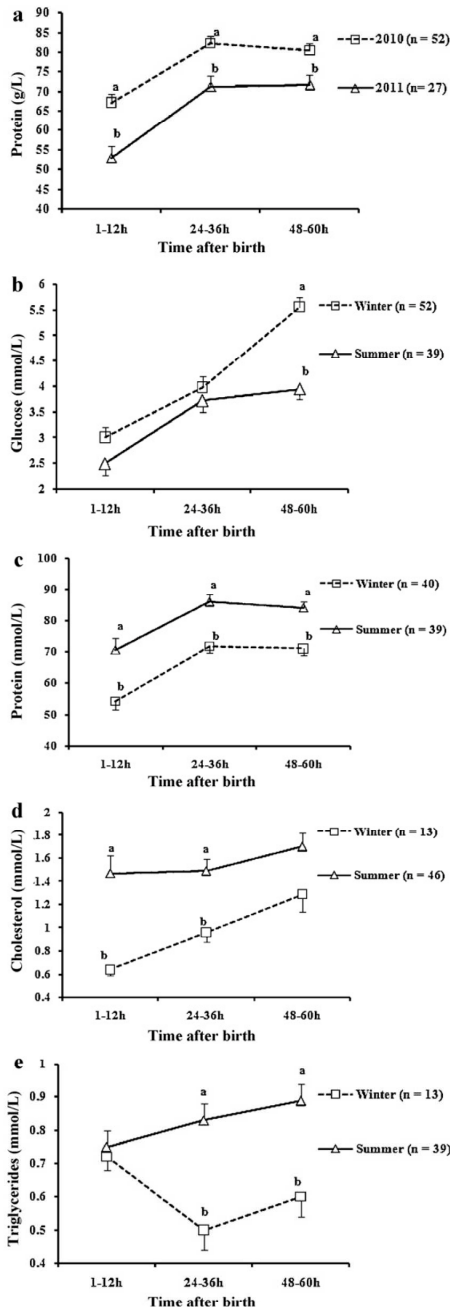 a
Protein (g/L)
90
85
80
75
70
65
60
55
50
45
40
a
b
a
b
a
b
2010 (n = 52)
2011 (n= 27)
1-12h
24-36h
48-60h
Time after birth
b
Glucose (mmol/L)
6
5.5
5
4.5
4
3.5
3
2.5
2
a
b
Winter (n = 52)
Summer (n = 39)
1-12h
24-36h
48-60h
Time after birth
c
Protein (mmol/L)
100
90
80
70
60
50
40
a
b
a
b
a
b
Winter (n = 40)
Summer (n = 39)
1-12h
24-36h
48-60h
Time after birth
d
Cholesterol (mmol/L)
2
1.8
1.6
1.4
1.2
1
0.8
0.6
0.4
a
b
a
b
Winter (n = 13)
Summer (n = 46)
1-12h
24-36h
48-60h
Time after birth
e
Triglycerides (mmol/L)
1
0.9
0.8
0.7
0.6
0.5
0.4
a
b
a
b
Winter (n = 13)
Summer (n = 39)
1-12h
24-36h
48-60h
Time after birth